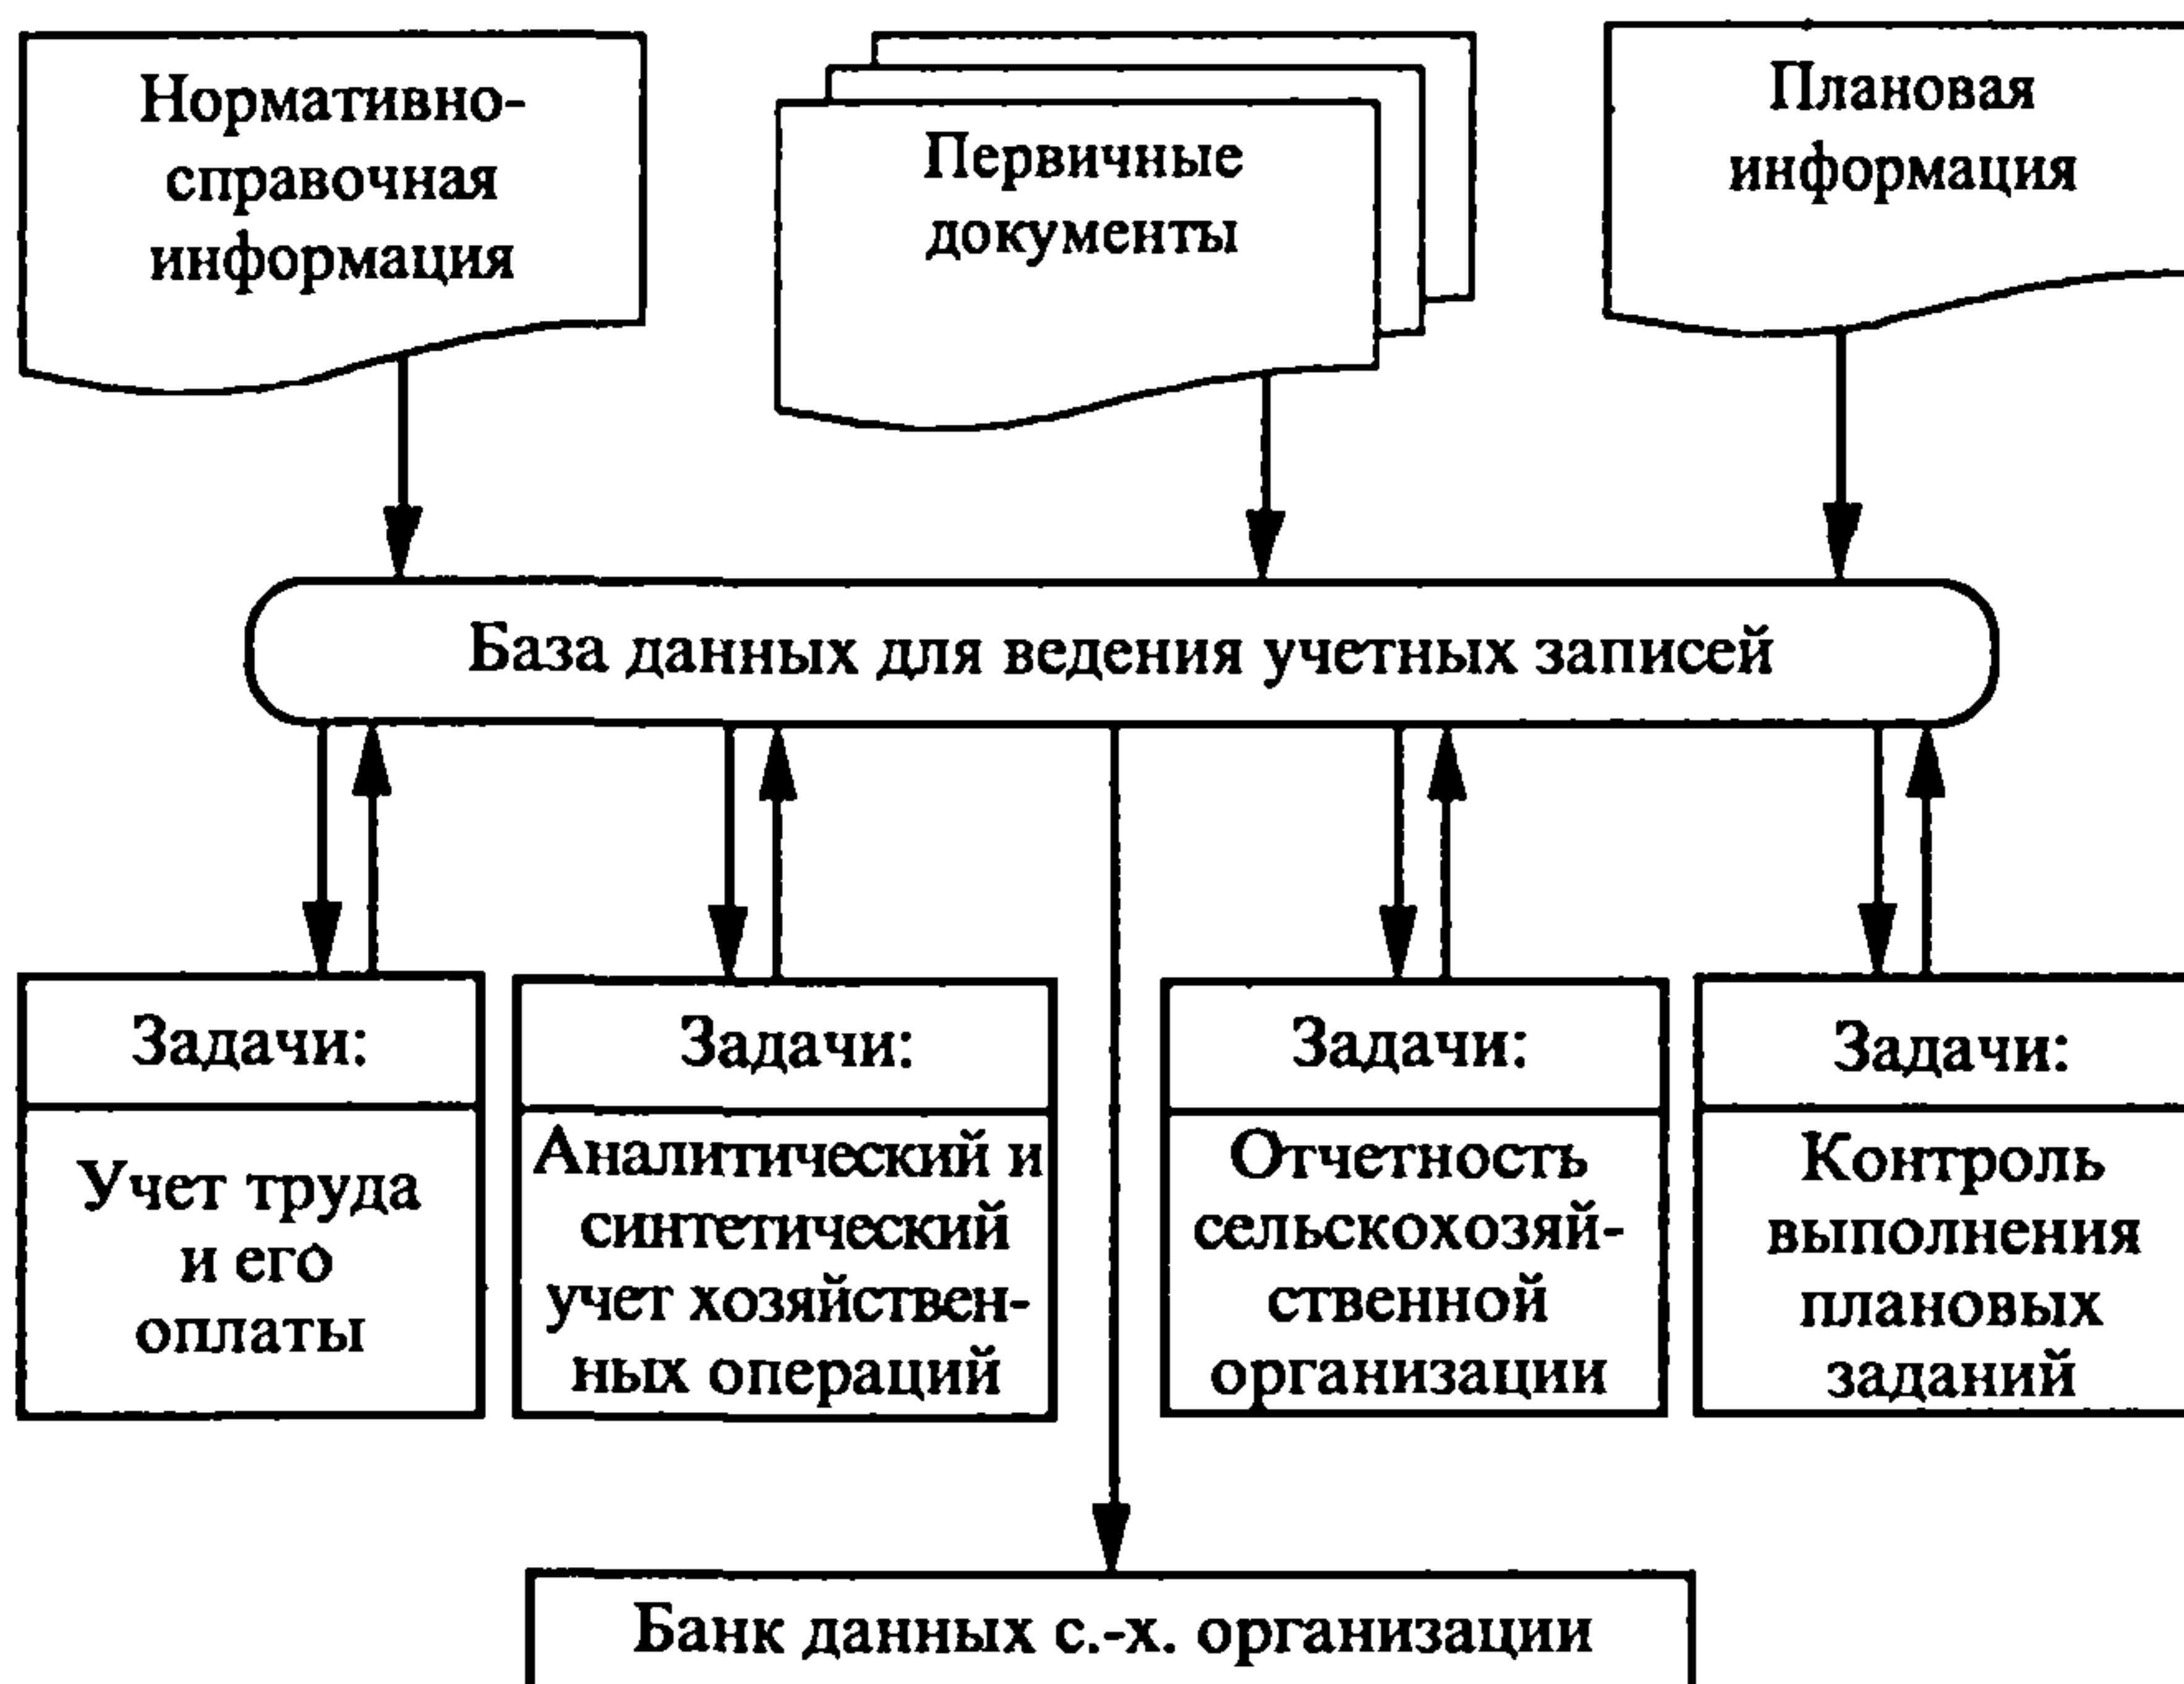 Нормативно-
справочная
информация
Первичные
документы
Плановая
информация
База данных для ведения учетных записей
Задачи:
Учет труда
и его
оплаты
Задачи:
Аналитический и
синтетический
учет хозяйствен-
ных операций
Задачи:
Отчетность
сельскохозяй-
ственной
организации
Задачи:
Контроль
выполнения
плановых
заданий
Банк данных с.-х. организации